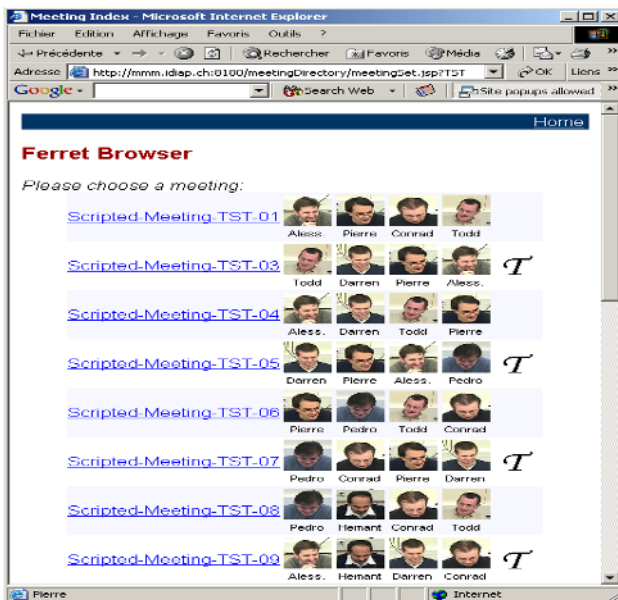 Meeting Index - Microsoft Internet Explorer
Fichier Edition Affichage Favoris Outils ?
Précédente Rechercher Favoris Média »
Adresse http://mmm.idiap.ch:8188/meetingDirectory/meetingSet.jsp?TST OK Liens »
Google Search Web Site popups allowed »
Home
Ferret Browser
Please choose a meeting:
Scripted-Meeting-TST-01
Aless. Pierre Conrad Todd
Scripted-Meeting-TST-03 T
Todd Darren Pierre Aless.
Scripted-Meeting-TST-04
Aless. Darren Todd Pierre
Scripted-Meeting-TST-05 T
Darren Pierre Aless. Pedro
Scripted-Meeting-TST-06
Pierre Pedro Todd Conrad
Scripted-Meeting-TST-07 T
Pedro Conrad Pierre Darren
Scripted-Meeting-TST-08
Pedro Hemant Conrad Todd
Scripted-Meeting-TST-09 T
Aless. Hemant Darren Conrad
Pierre Internet